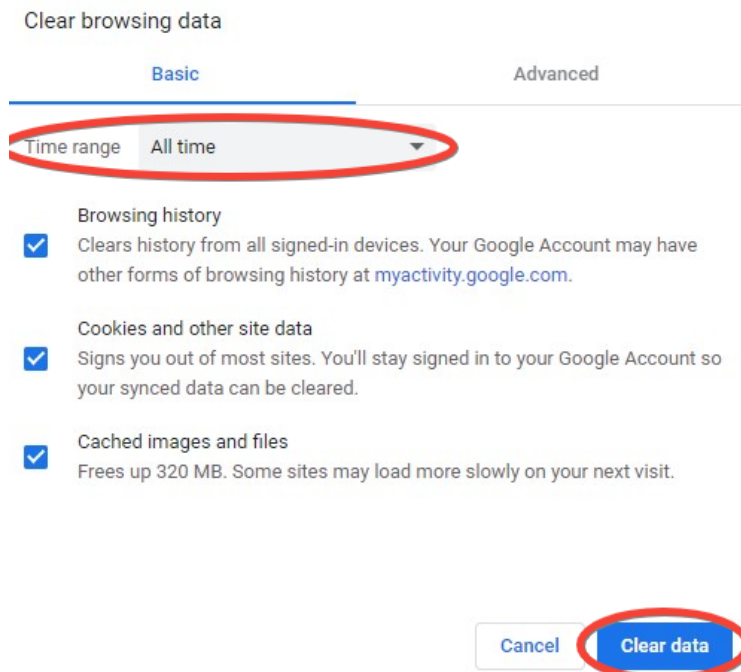 Clear browsing data
Basic Advanced
Time range All time
Browsing history
Clears history from all signed-in devices. Your Google Account may have
other forms of browsing history at myactivity.google.com.
Cookies and other site data
Signs you out of most sites. You'll stay signed in to your Google Account so
your synced data can be cleared.
Cached images and files
Frees up 320 MB. Some sites may load more slowly on your next visit.
Cancel Clear data